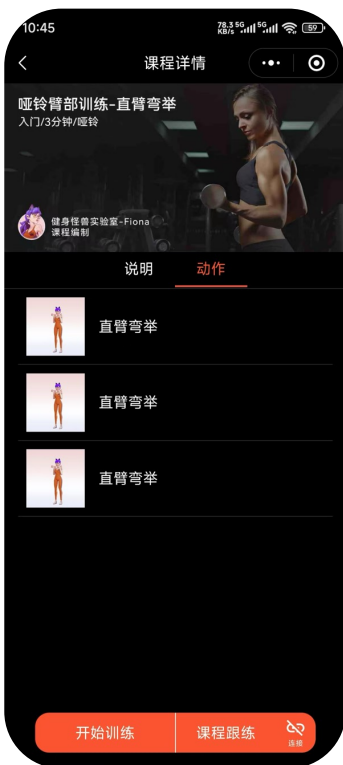 10:45
78.3 KB/s 5G 5G 59
课程详情
哑铃臂部训练-直臂弯举
入门/3分钟/哑铃
健身怪兽实验室-Fiona
课程编制
说明 动作
直臂弯举
直臂弯举
直臂弯举
开始训练 课程跟练 连接